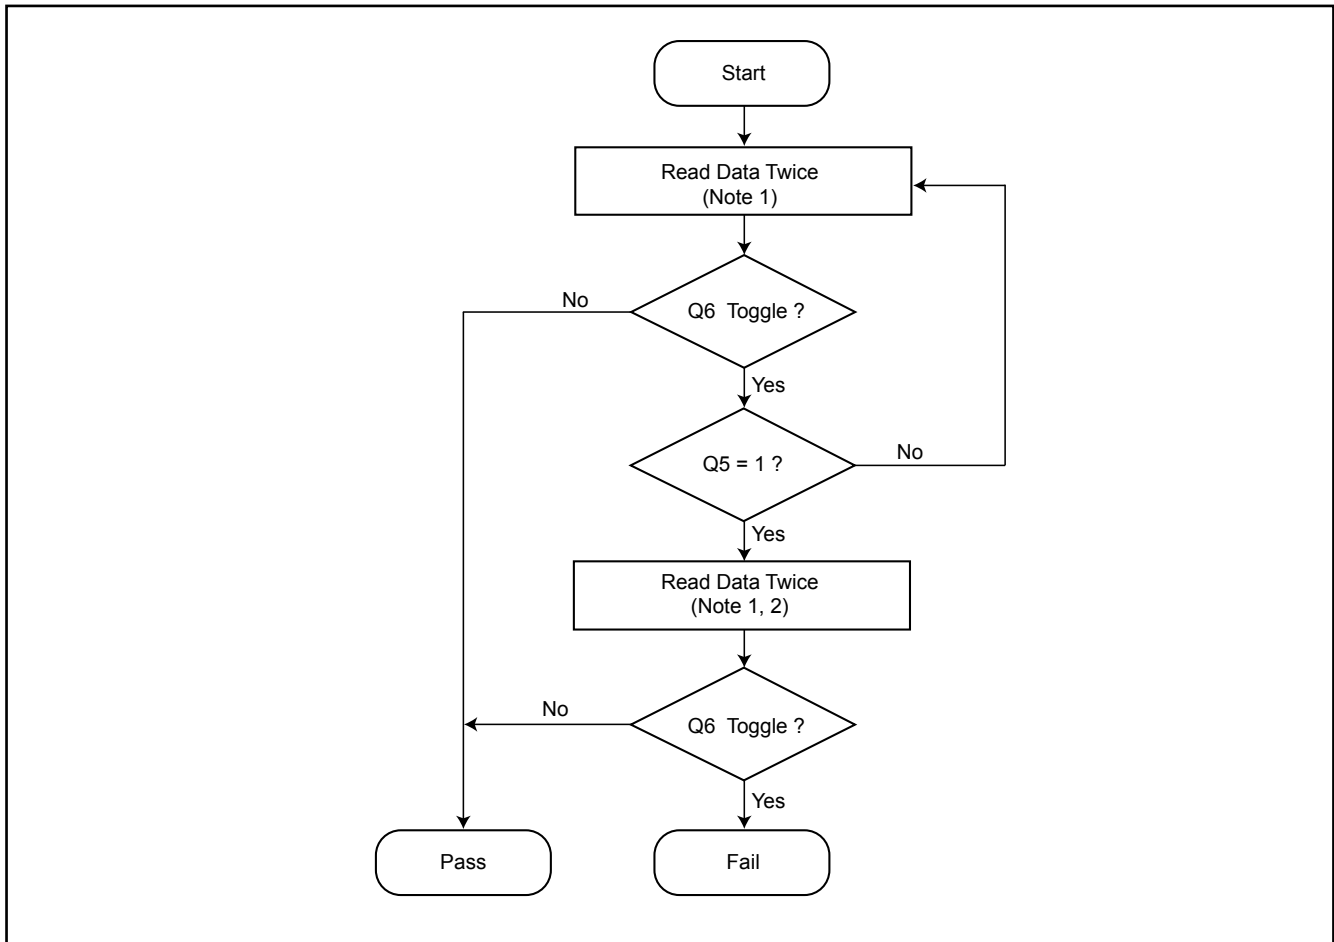 Start
Read Data Twice
(Note 1)
No
Q6 Toggle ?
Yes
Q5 = 1 ?
No
Yes
Read Data Twice
(Note 1, 2)
No
Q6 Toggle ?
Yes
Pass
Fail